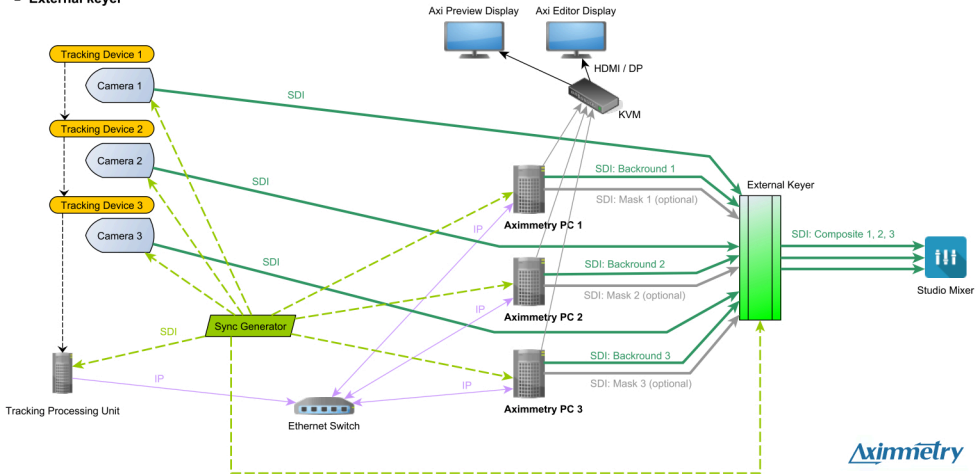 External keyer
Axi Preview Display
Axi Editor Display
Tracking Device 1
Camera 1
HDMI / DP
SDI
KVM
Tracking Device 2
Camera 2
SDI
SDI: Backround 1
SDI: Mask 1 (optional)
External Keyer
Tracking Device 3
Camera 3
IP
Aximmetry PC 1
SDI: Composite 1, 2, 3
SDI
SDI: Backround 2
SDI: Mask 2 (optional)
Studio Mixer
Sync Generator
SDI
IP
Aximmetry PC 2
SDI: Backround 3
IP
IP
SDI: Mask 3 (optional)
Tracking Processing Unit
Aximmetry PC 3
Ethernet Switch
Aximmetry